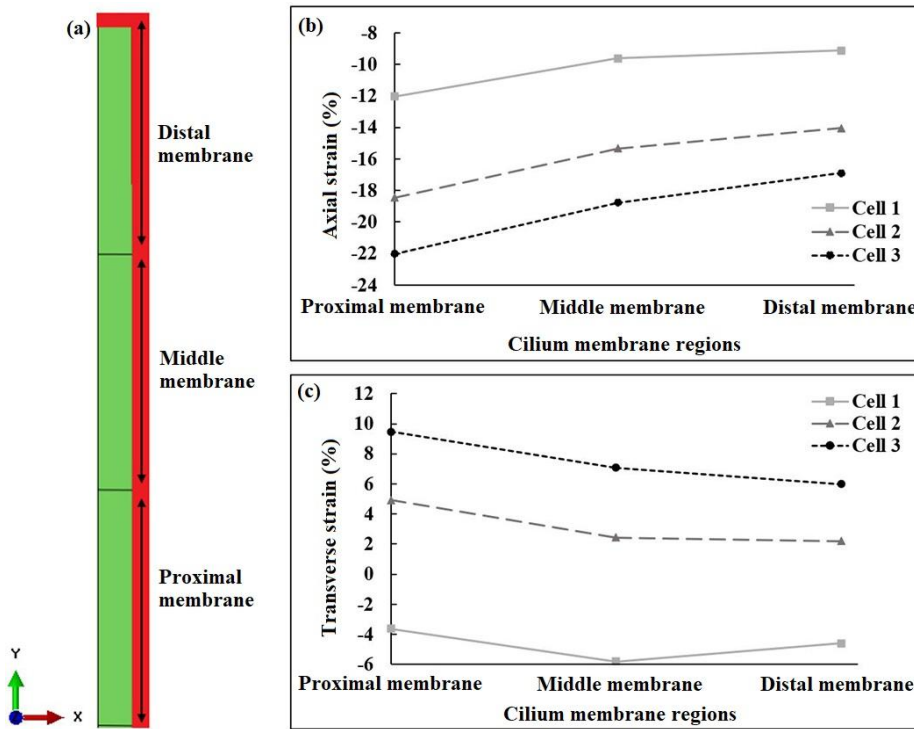 (a)
Distal
membrane
Middle
membrane
Proximal
membrane
Y
X
(b)
Axial strain (%)
-8
-10
-12
-14
-16
-18
-20
-22
-24
Cell 1
Cell 2
Cell 3
Proximal membrane Middle membrane Distal membrane
Cilium membrane regions
(c)
Transverse strain (%)
12
10
8
6
4
2
0
-2
-4
-6
Cell 1
Cell 2
Cell 3
Proximal membrane Middle membrane Distal membrane
Cilium membrane regions